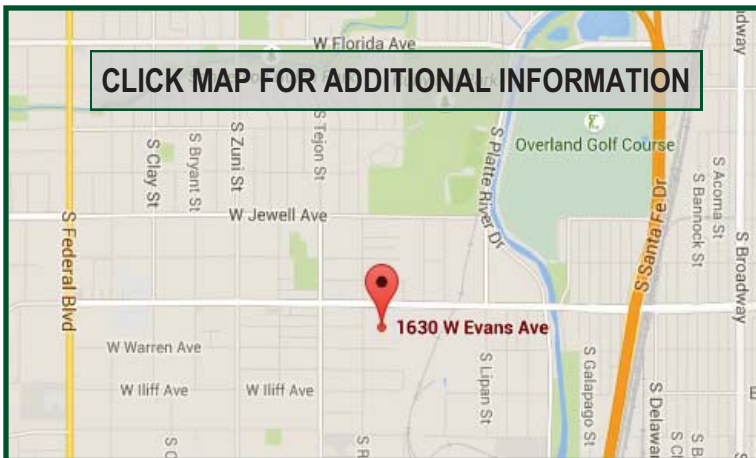 W Florida Ave
CLICK MAP FOR ADDITIONAL INFORMATION
Overland Golf Course
S Federal Blvd
S Clay St
S Bryant St
S Zuni St
S Tejon St
S Platte River Dr
S Santa Fe Dr
S Acoma St
S Bannock St
S Broadway
oadway
W Jewell Ave
1630 W Evans Ave
W Warren Ave
W Iliff Ave
W Iliff Ave
S Lipan St
S Galapago St
S Delawa
S R